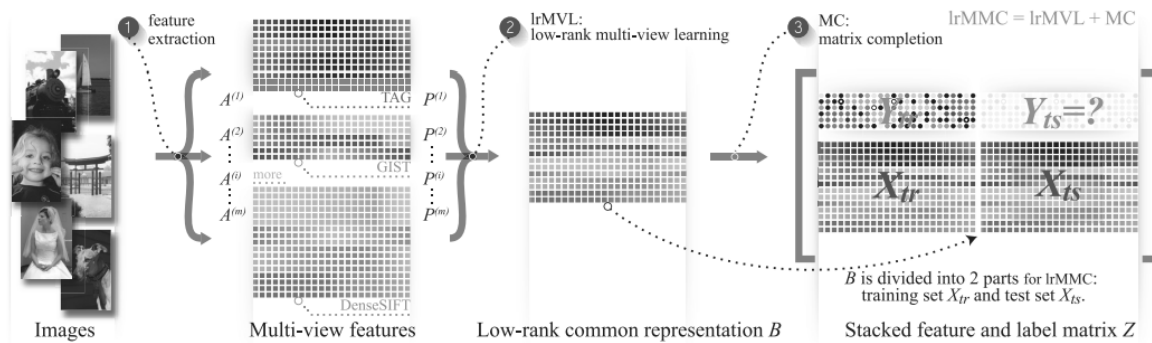 1
feature
extraction
2
lrMVL:
low-rank multi-view learning
3
MC:
matrix completion
lrMMC = lrMVL + MC
A(1)
A(2)
A(i)
A(m)
TAG
GIST
more
DenseSIFT
P(1)
P(2)
P(i)
P(m)
Ytr
Yts=?
Xtr
Xts
B is divided into 2 parts for lrMMC:
training set Xtr and test set Xts.
Images
Multi-view features
Low-rank common representation B
Stacked feature and label matrix Z